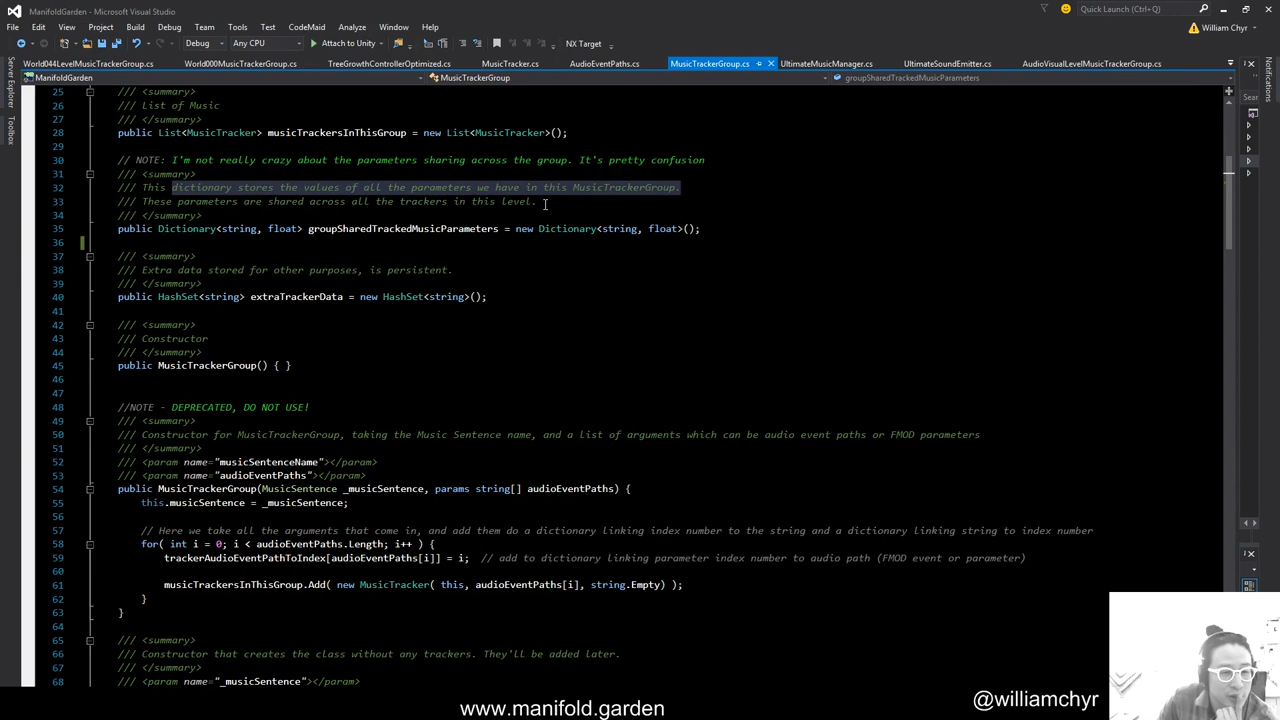 ManifoldGarden - Microsoft Visual Studio
Quick Launch (Ctrl+Q)
File Edit View Project Build Debug Team Tools Test CodeMaid Analyze Window Help
William Chyr
Debug Any CPU Attach to Unity NX Target
World044LevelMusicTrackerGroup.cs World000MusicTrackerGroup.cs TreeGrowthControllerOptimized.cs MusicTracker.cs AudioEventPaths.cs MusicTrackerGroup.cs UltimateMusicManager.cs UltimateSoundEmitter.cs AudioVisualLevelMusicTrackerGroup.cs
ManifoldGarden MusicTrackerGroup groupSharedTrackedMusicParameters
Server Explorer
Toolbox
Notifications
Sear
25 /// <summary>
26 /// List of Music
27 /// </summary>
28 public List<MusicTracker> musicTrackersInThisGroup = new List<MusicTracker>();
29
30 // NOTE: I'm not really crazy about the parameters sharing across the group. It's pretty confusion
31 /// <summary>
32 /// This dictionary stores the values of all the parameters we have in this MusicTrackerGroup.
33 /// These parameters are shared across all the trackers in this level.
34 /// </summary>
35 public Dictionary<string, float> groupSharedTrackedMusicParameters = new Dictionary<string, float>();
36
37 /// <summary>
38 /// Extra data stored for other purposes, is persistent.
39 /// </summary>
40 public HashSet<string> extraTrackerData = new HashSet<string>();
41
42 /// <summary>
43 /// Constructor
44 /// </summary>
45 public MusicTrackerGroup() { }
46
47
48 //NOTE - DEPRECATED, DO NOT USE!
49 /// <summary>
50 /// Constructor for MusicTrackerGroup, taking the Music Sentence name, and a list of arguments which can be audio event paths or FMOD parameters
51 /// </summary>
52 /// <param name="musicSentenceName"></param>
53 /// <param name="audioEventPaths"></param>
54 public MusicTrackerGroup(MusicSentence _musicSentence, params string[] audioEventPaths) {
55 this.musicSentence = _musicSentence;
56
57 // Here we take all the arguments that come in, and add them do a dictionary linking index number to the string and a dictionary linking string to index number
58 for( int i = 0; i < audioEventPaths.Length; i++ ) {
59 trackerAudioEventPathToIndex[audioEventPaths[i]] = i; // add to dictionary linking parameter index number to audio path (FMOD event or parameter)
60
61 musicTrackersInThisGroup.Add( new MusicTracker( this, audioEventPaths[i], string.Empty) );
62 }
63 }
64
65 /// <summary>
66 /// Constructor that creates the class without any trackers. They'll be added later.
67 /// </summary>
68 /// <param name="_musicSentence"></param>
www.manifold.garden
@williamchyr